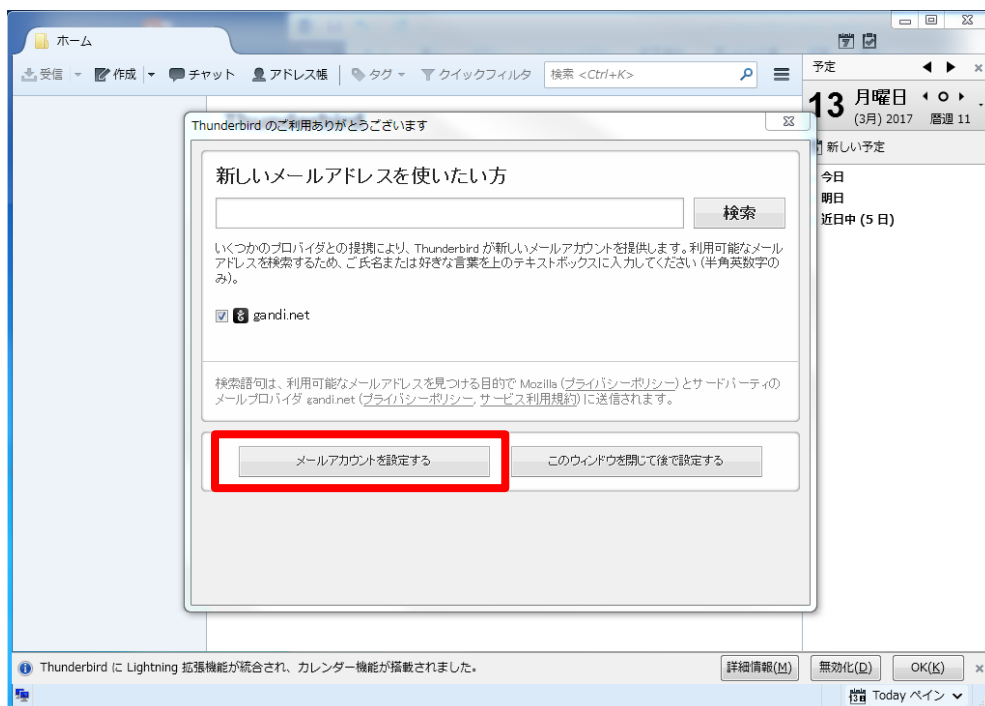 ホーム
受信 作成 チャット アドレス帳 タグ クイックフィルタ 検索 <Ctrl+K>
予定
13 月曜日
(3月) 2017 暦週 11
新しい予定
今日
明日
近日中 (5 日)
Thunderbird のご利用ありがとうございます
新しいメールアドレスを使いたい方
検索
いくつかのプロバイダとの提携により、Thunderbird が新しいメールアカウントを提供します。利用可能なメール
アドレスを検索するため、ご氏名または好きな言葉を上のテキストボックスに入力してください (半角英数字の
み)。
gandi.net
検索語句は、利用可能なメールアドレスを見つける目的で Mozilla (プライバシーポリシー) とサードパーティの
メールプロバイダ gandi.net (プライバシーポリシー, サービス利用規約) に送信されます。
メールアカウントを設定する
このウィンドウを閉じて後で設定する
Thunderbird に Lightning 拡張機能が統合され、カレンダー機能が搭載されました。 詳細情報(M) 無効化(D) OK(K)
Today ペイン